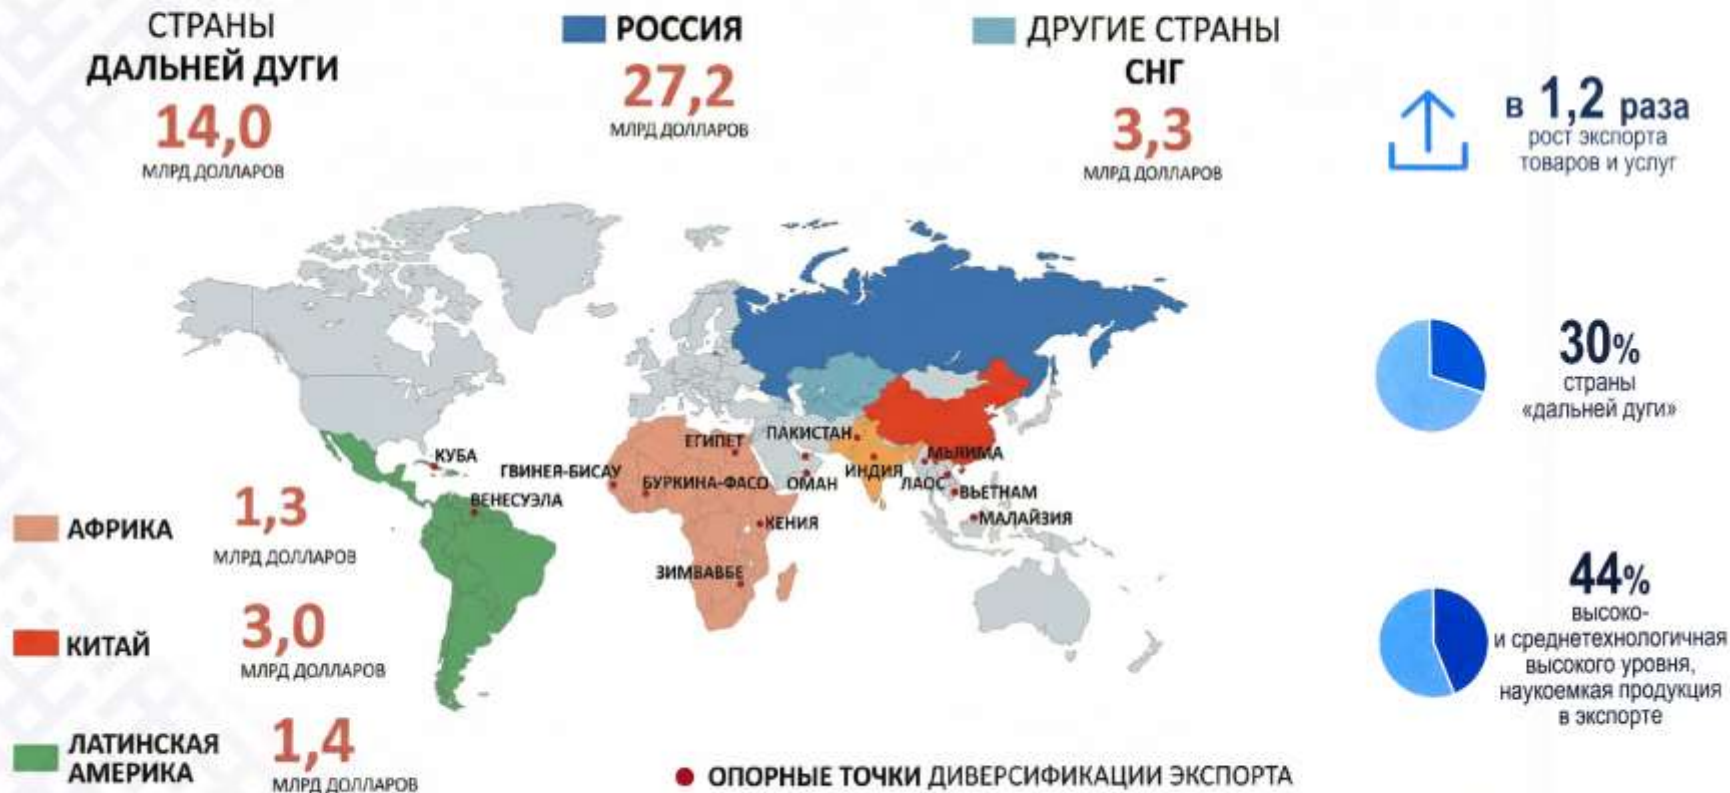 СТРАНЫ
ДАЛЬНЕЙ ДУГИ
14,0
МЛРД ДОЛЛАРОВ
РОССИЯ
27,2
МЛРД ДОЛЛАРОВ
ДРУГИЕ СТРАНЫ
СНГ
3,3
МЛРД ДОЛЛАРОВ
в 1,2 раза
рост экспорта
товаров и услуг
30%
страны
«дальней дуги»
44%
высоко-
и среднетехнологичная
высокого уровня,
наукоемкая продукция
в экспорте
КУБА
ВЕНЕСУЭЛА
ГВИНЕЯ-БИСАУ
ЕГИПЕТ
БУРКИНА-ФАСО
КЕНИЯ
ЗИМВАВБЕ
ПАКИСТАН
ОМАН
ИНДИЯ
МЬЛИМА
ЛАОС
ВЬЕТНАМ
МАЛАЙЗИЯ
АФРИКА
1,3
МЛРД ДОЛЛАРОВ
КИТАЙ
3,0
МЛРД ДОЛЛАРОВ
ЛАТИНСКАЯ
АМЕРИКА
1,4
МЛРД ДОЛЛАРОВ
ОПОРНЫЕ ТОЧКИ ДИВЕРСИФИКАЦИИ ЭКСПОРТА